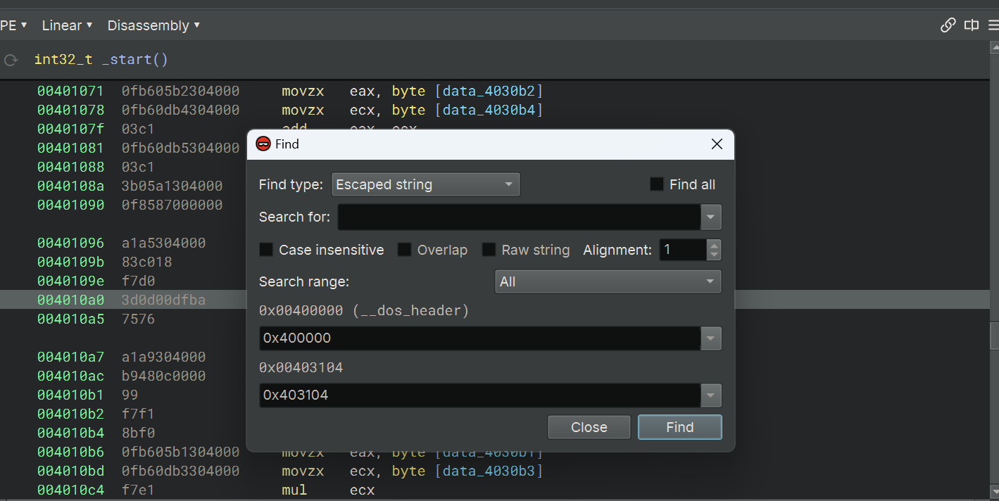 PE ▾ Linear ▾ Disassembly ▾
int32_t _start()
00401071 0fb605b2304000 movzx eax, byte [data_4030b2]
00401078 0fb60db4304000 movzx ecx, byte [data_4030b4]
0040107f 03c1 add eax, ecx
00401081 0fb60db5304000
00401088 03c1
0040108a 3b05a1304000
00401090 0f8587000000
00401096 a1a5304000
0040109b 83c018
0040109e f7d0
004010a0 3d0d00dfba
004010a5 7576
004010a7 a1a9304000
004010ac b9480c0000
004010b1 99
004010b2 f7f1
004010b4 8bf0
004010b6 0fb605b1304000 movzx eax, byte [data_4030b1]
004010bd 0fb60db3304000 movzx ecx, byte [data_4030b3]
004010c4 f7e1 mul ecx
Find
Find type: Escaped string Find all
Search for:
Case insensitive Overlap Raw string Alignment: 1
Search range: All
0x00400000 (__dos_header)
0x400000
0x00403104
0x403104
Close Find